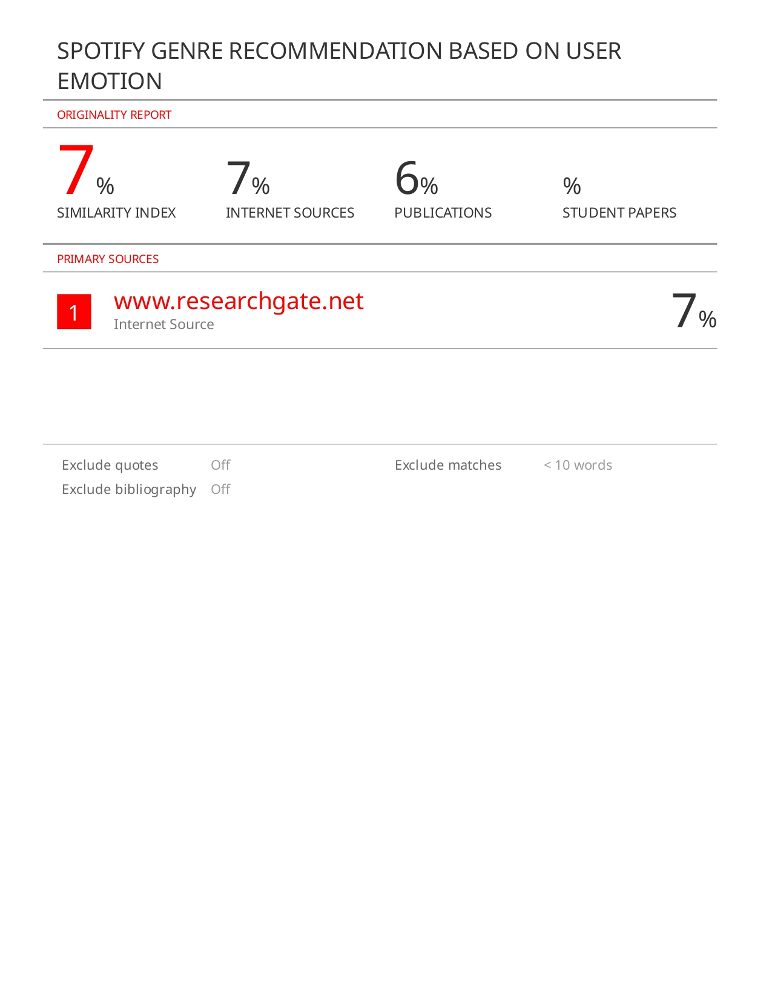 SPOTIFY GENRE RECOMMENDATION BASED ON USER
EMOTION
ORIGINALITY REPORT
7% 7% 6% %
SIMILARITY INDEX INTERNET SOURCES PUBLICATIONS STUDENT PAPERS
PRIMARY SOURCES
1 www.researchgate.net 7%
Internet Source
Exclude quotes Off Exclude matches < 10 words
Exclude bibliography Off